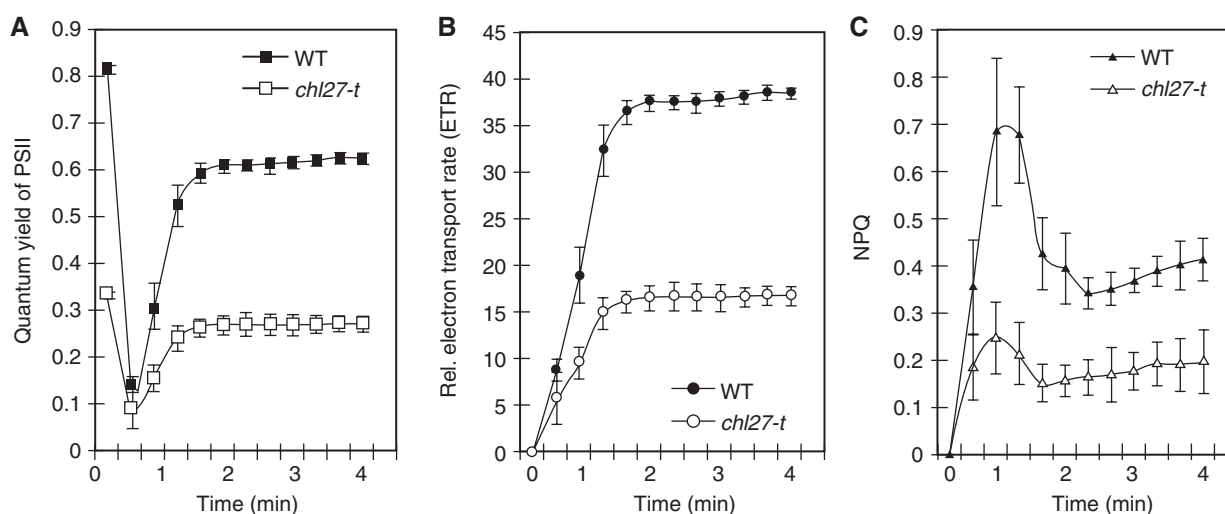 A
Quantum yield of PSII
0.9
0.8
0.7
0.6
0.5
0.4
0.3
0.2
0.1
0
WT
chl27-t
0 1 2 3 4
Time (min)
B
Rel. electron transport rate (ETR)
45
40
35
30
25
20
15
10
5
0
WT
chl27-t
0 1 2 3 4
Time (min)
C
NPQ
0.9
0.8
0.7
0.6
0.5
0.4
0.3
0.2
0.1
0
WT
chl27-t
0 1 2 3 4
Time (min)